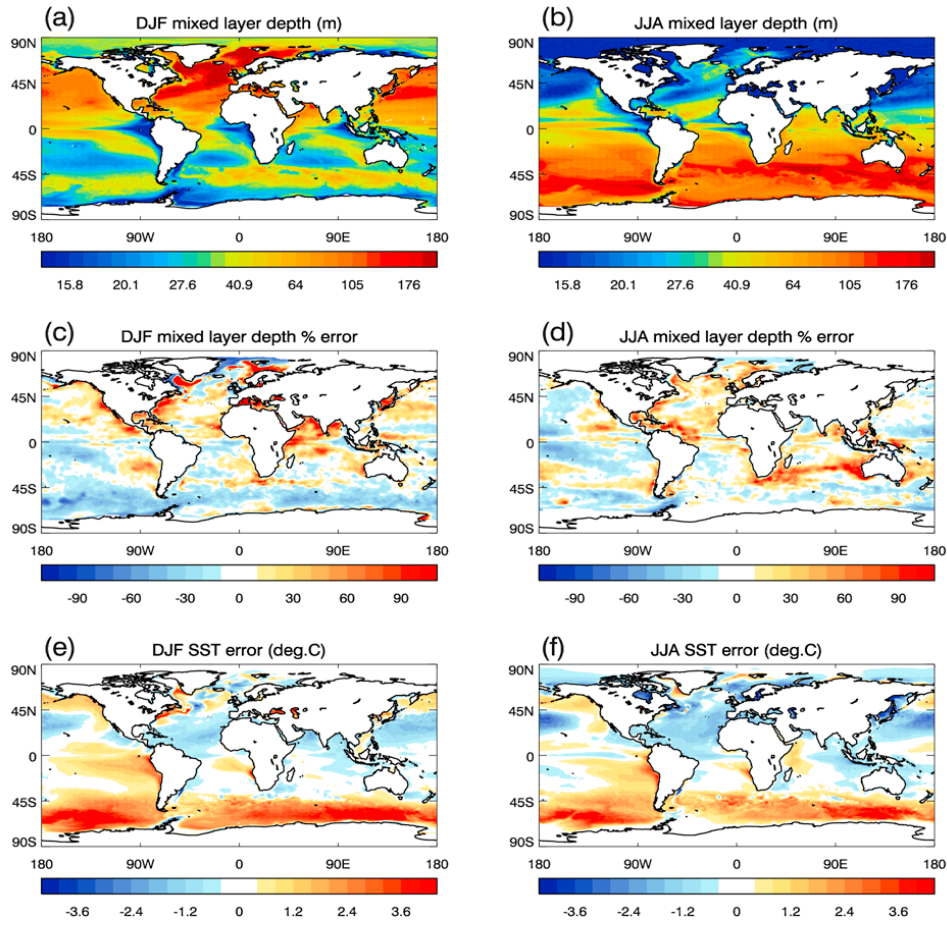 (a) DJF mixed layer depth (m)
90N
45N
0
45S
90S
180 90W 0 90E 180
15.8 20.1 27.6 40.9 64 105 176
(b) JJA mixed layer depth (m)
90N
45N
0
45S
90S
180 90W 0 90E 180
15.8 20.1 27.6 40.9 64 105 176
(c) DJF mixed layer depth % error
90N
45N
0
45S
90S
180 90W 0 90E 180
-90 -60 -30 0 30 60 90
(d) JJA mixed layer depth % error
90N
45N
0
45S
90S
180 90W 0 90E 180
-90 -60 -30 0 30 60 90
(e) DJF SST error (deg.C)
90N
45N
0
45S
90S
180 90W 0 90E 180
-3.6 -2.4 -1.2 0 1.2 2.4 3.6
(f) JJA SST error (deg.C)
90N
45N
0
45S
90S
180 90W 0 90E 180
-3.6 -2.4 -1.2 0 1.2 2.4 3.6